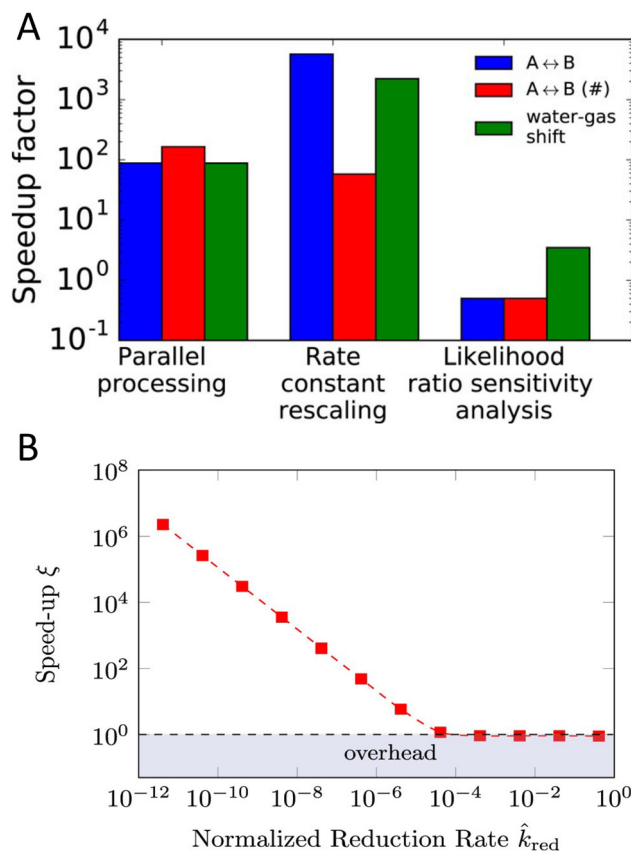 A
Speedup factor
10^4
10^3
10^2
10^1
10^0
10^-1
A↔B
A↔B (#)
water-gas
shift
Parallel
processing
Rate
constant
rescaling
Likelihood
ratio sensitivity
analysis
B
Speed-up ξ
10^8
10^6
10^4
10^2
10^0
overhead
10^−12
10^−10
10^−8
10^−6
10^−4
10^−2
10^0
Normalized Reduction Rate k̂_red